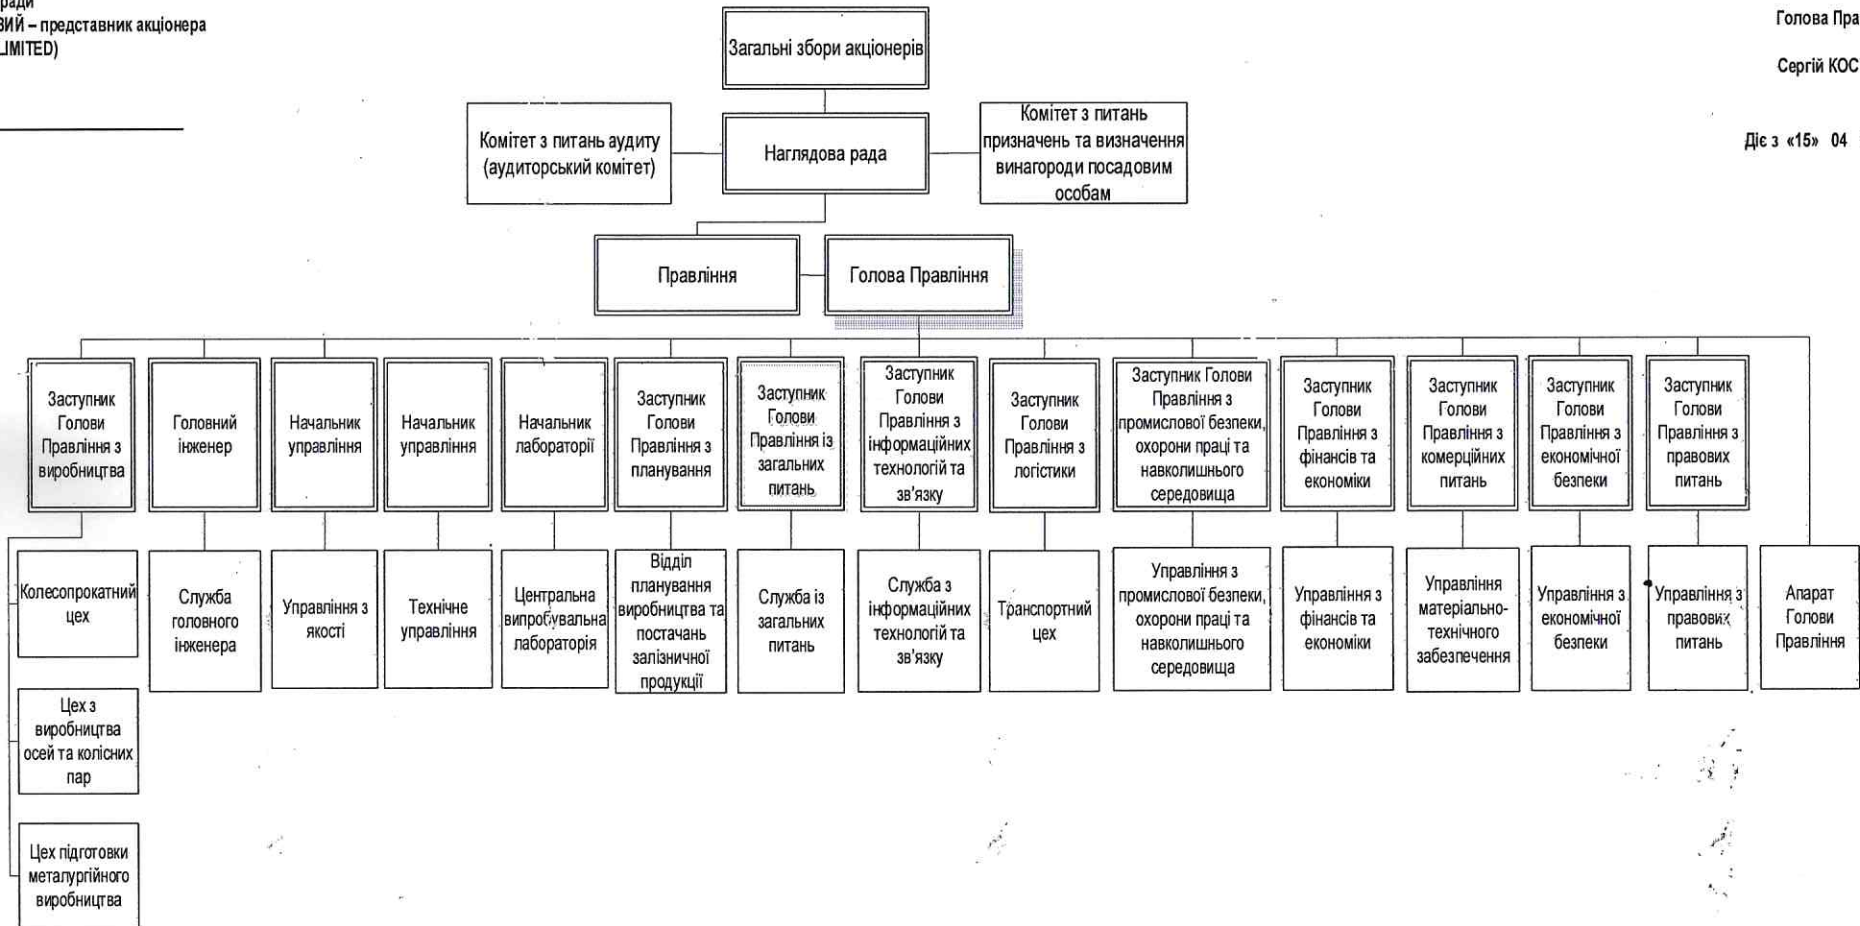 ради
ВИЙ – представник акціонера
LIMITED)
Голова Пра
Сергій КОС
Діє з «15» 04
Загальні збори акціонерів
Комітет з питань аудиту
(аудиторський комітет)
Наглядова рада
Комітет з питань
призначень та визначення
винагороди посадовим
особам
Правління
Голова Правління
Заступник
Голови
Правління з
виробництва
Головний
інженер
Начальник
управління
Начальник
управління
Начальник
лабораторії
Заступник
Голови
Правління з
планування
Заступник
Голови
Правління із
загальних
питань
Заступник
Голови
Правління з
інформаційних
технологій та
зв'язку
Заступник
Голови
Правління з
логістики
Заступник Голови
Правління з
промислової безпеки,
охорони праці та
навколишнього
середовища
Заступник
Голови
Правління з
фінансів та
економіки
Заступник
Голови
Правління з
комерційних
питань
Заступник
Голови
Правління з
економічної
безпеки
Заступник
Голови
Правління з
правових
питань
Колесопрокатний
цех
Служба
головного
інженера
Управління з
якості
Технічне
управління
Центральна
випробувальна
лабораторія
Відділ
планування
виробництва та
постачань
залізничної
продукції
Служба із
загальних
питань
Служба з
інформаційних
технологій та
зв'язку
Транспортний
цех
Управління з
промислової безпеки,
охорони праці та
навколишнього
середовища
Управління з
фінансів та
економіки
Управління
матеріально-
технічного
забезпечення
Управління з
економічної
безпеки
Управління з
правових
питань
Апарат
Голови
Правління
Цех з
виробництва
осей та колісних
пар
Цех підготовки
металургійного
виробництва